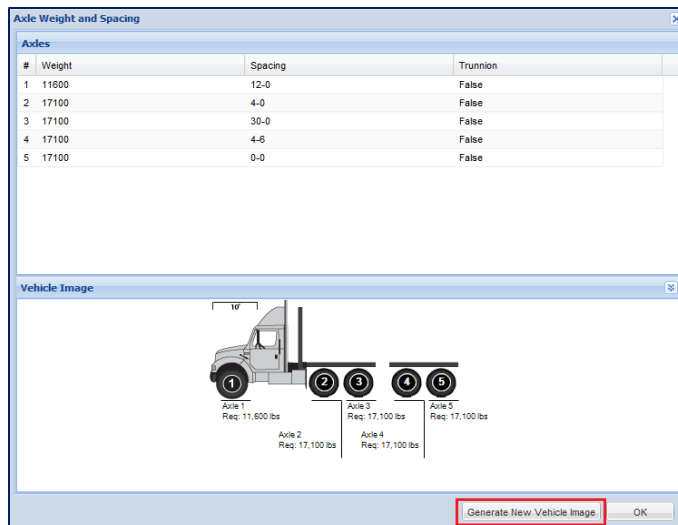 Axle Weight and Spacing
Axles
# Weight Spacing Trunnion
1 11600 12-0 False
2 17100 4-0 False
3 17100 30-0 False
4 17100 4-6 False
5 17100 0-0 False
Vehicle Image
10'
1 2 3 4 5
Axle 1 Axle 3 Axle 5
Req: 11,600 lbs Req: 17,100 lbs Req: 17,100 lbs
Axle 2 Axle 4
Req: 17,100 lbs Req: 17,100 lbs
Generate New Vehicle Image OK